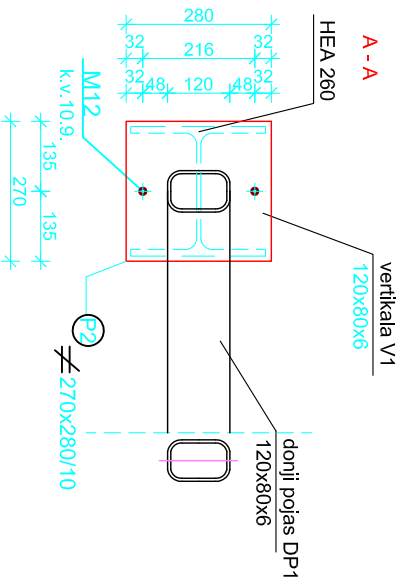 A - A
HEA 260
280
32
216
32
32
48
120
48
32
M12
k.v.10.9.
135
135
270
vertikala V1
120x80x6
P2
270x280/10
donji pojas DP1
120x80x6